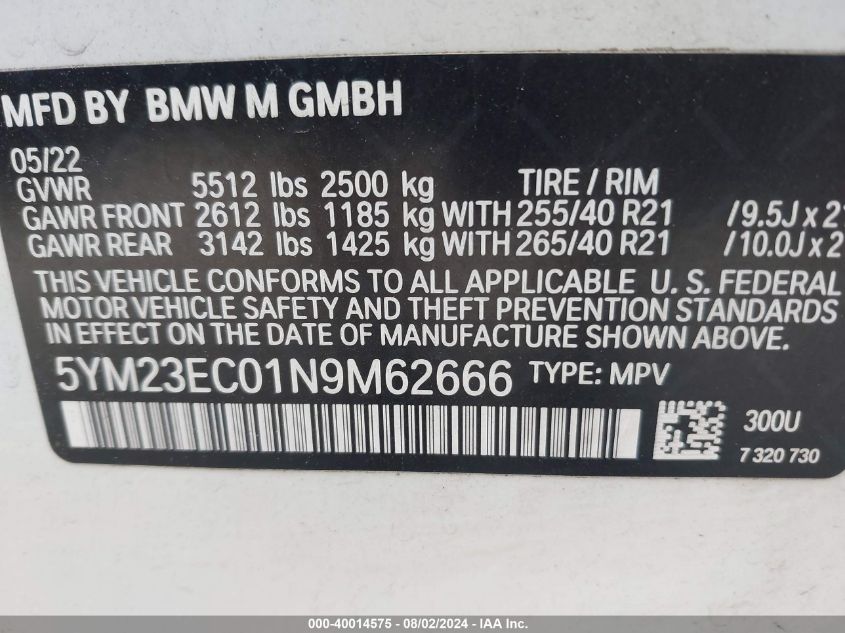 MFD BY BMW M GMBH
05/22
GVWR 5512 lbs 2500 kg TIRE / RIM
GAWR FRONT 2612 lbs 1185 kg WITH 255/40 R21 /9.5J x 2
GAWR REAR 3142 lbs 1425 kg WITH 265/40 R21 /10.0J x 2
THIS VEHICLE CONFORMS TO ALL APPLICABLE U. S. FEDERAL
MOTOR VEHICLE SAFETY AND THEFT PREVENTION STANDARDS
IN EFFECT ON THE DATE OF MANUFACTURE SHOWN ABOVE.
5YM23EC01N9M62666 TYPE: MPV
300U
7 320 730
000-40014575 - 08/02/2024 - IAA Inc.